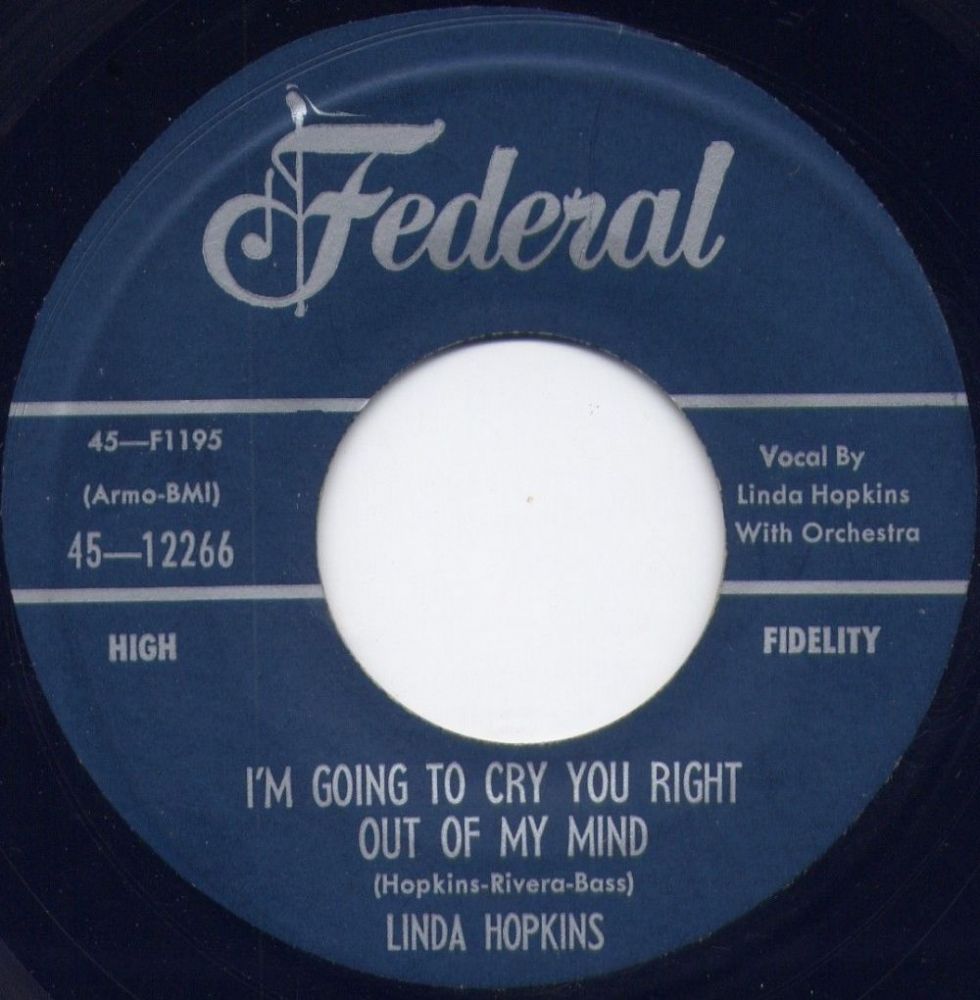 Federal
45—F1195
(Armo-BMI)
45—12266
Vocal By
Linda Hopkins
With Orchestra
HIGH
FIDELITY
I'M GOING TO CRY YOU RIGHT
OUT OF MY MIND
(Hopkins-Rivera-Bass)
LINDA HOPKINS